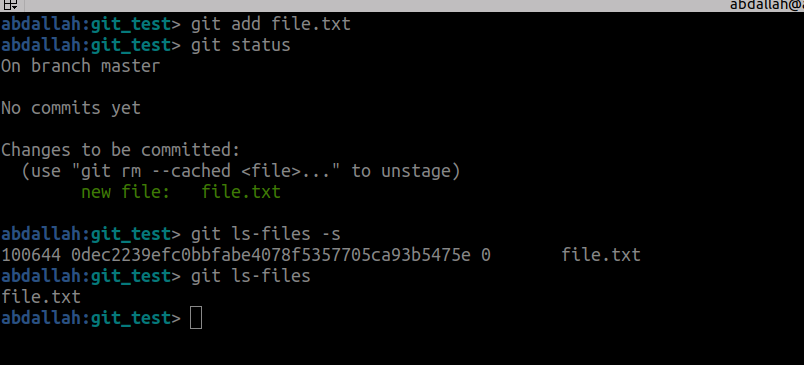 abdallah@a
abdallah:git_test> git add file.txt
abdallah:git_test> git status
On branch master
No commits yet
Changes to be committed:
  (use "git rm --cached <file>..." to unstage)
        new file:   file.txt
abdallah:git_test> git ls-files -s
100644 0dec2239efc0bbfabe4078f5357705ca93b5475e 0       file.txt
abdallah:git_test> git ls-files
file.txt
abdallah:git_test>